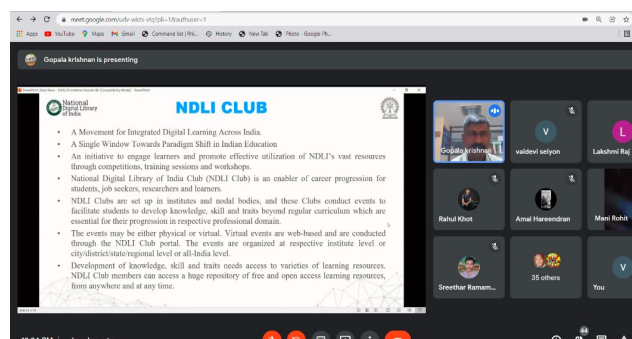 meet.google.com/udv-wizs-vtq?pli=1&authuser=1
Apps YouTube Maps Gmail Command list | Rhi... History New Tab Photo - Google Ph...
Gopala krishnan is presenting
National
Digital Library
of India
NDLI CLUB
• A Movement for Integrated Digital Learning Across India.
• A Single Window Towards Paradigm Shift in Indian Education
• An initiative to engage learners and promote effective utilization of NDLI's vast resources
through competitions, training sessions and workshops.
• National Digital Library of India Club (NDLI Club) is an enabler of career progression for
students, job seekers, researchers and learners.
• NDLI Clubs are set up in institutes and nodal bodies, and these Clubs conduct events to
facilitate students to develop knowledge, skill and traits beyond regular curriculum which are
essential for their progression in respective professional domain.
• The events may be either physical or virtual. Virtual events are web-based and are conducted
through the NDLI Club portal. The events are organized at respective institute level or
city/district/state/regional level or all-India level.
• Development of knowledge, skill and traits needs access to varieties of learning resources.
NDLI Club members can access a huge repository of free and open access learning resources,
from anywhere and at any time.
Gopala krishnan
V
vaidevi selyon
L
Lakshmi Raj
Rahul Khot
Amal Hareendran
Mani Rohit
Sreethar Ramam...
35 others
V
You
44